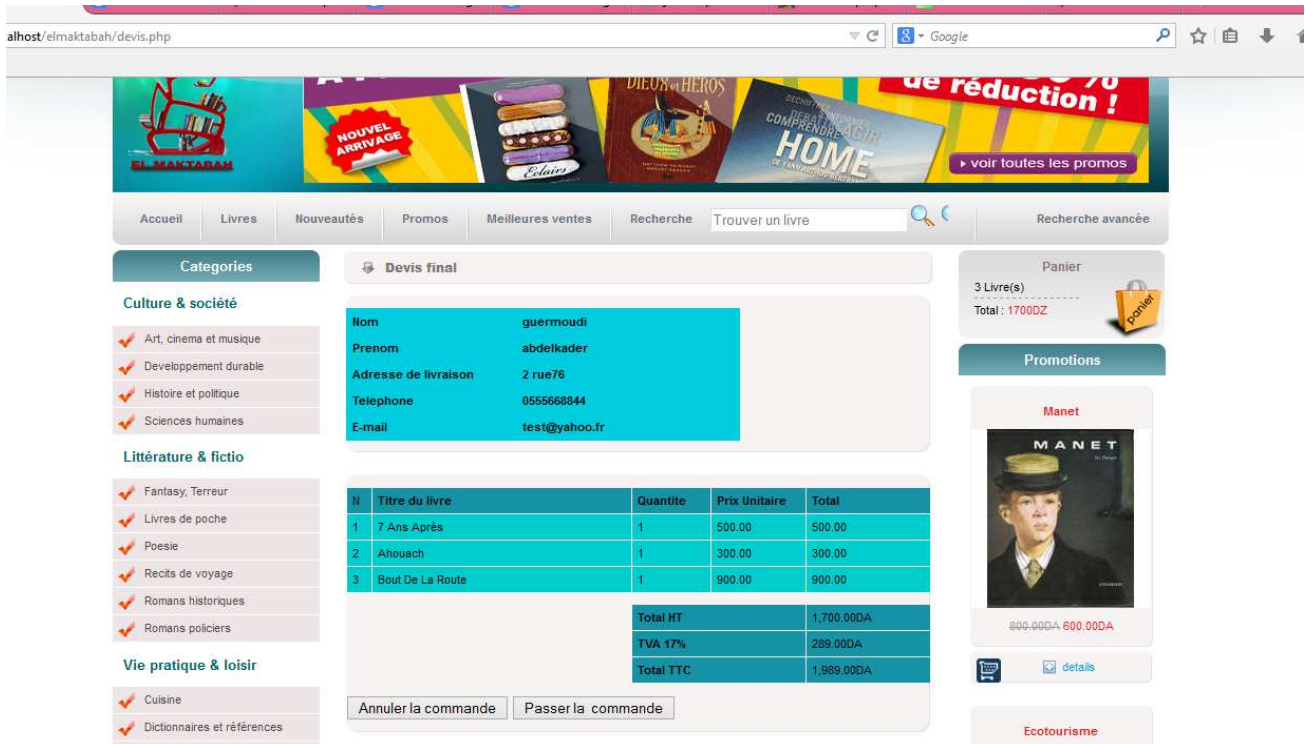 alhost/elmaktabah/devis.php
Google
DIEUX et HEROS
de réduction !
NOUVEL
ARRIVAGE
COMPRENDRE AGIR
HOME
Eclairs
EL MAKTABAH
voir toutes les promos
Accueil Livres Nouveautés Promos Meilleures ventes Recherche Trouver un livre Recherche avancée
Categories
Culture & société
Art, cinema et musique
Developpement durable
Histoire et politique
Sciences humaines
Littérature & fictio
Fantasy, Terreur
Livres de poche
Poesie
Recits de voyage
Romans historiques
Romans policiers
Vie pratique & loisir
Cuisine
Dictionnaires et références
Devis final
Nom guermoudi
Prenom abdelkader
Adresse de livraison 2 rue76
Telephone 0555668844
E-mail test@yahoo.fr
N Titre du livre Quantite Prix Unitaire Total
1 7 Ans Après 1 500.00 500.00
2 Ahouach 1 300.00 300.00
3 Bout De La Route 1 900.00 900.00
Total HT 1,700.00DA
TVA 17% 289.00DA
Total TTC 1,989.00DA
Annuler la commande Passer la commande
Panier
3 Livre(s)
Total : 1700DZ
panier
Promotions
Manet
MANET
800.00DA 600.00DA
details
Ecotourisme